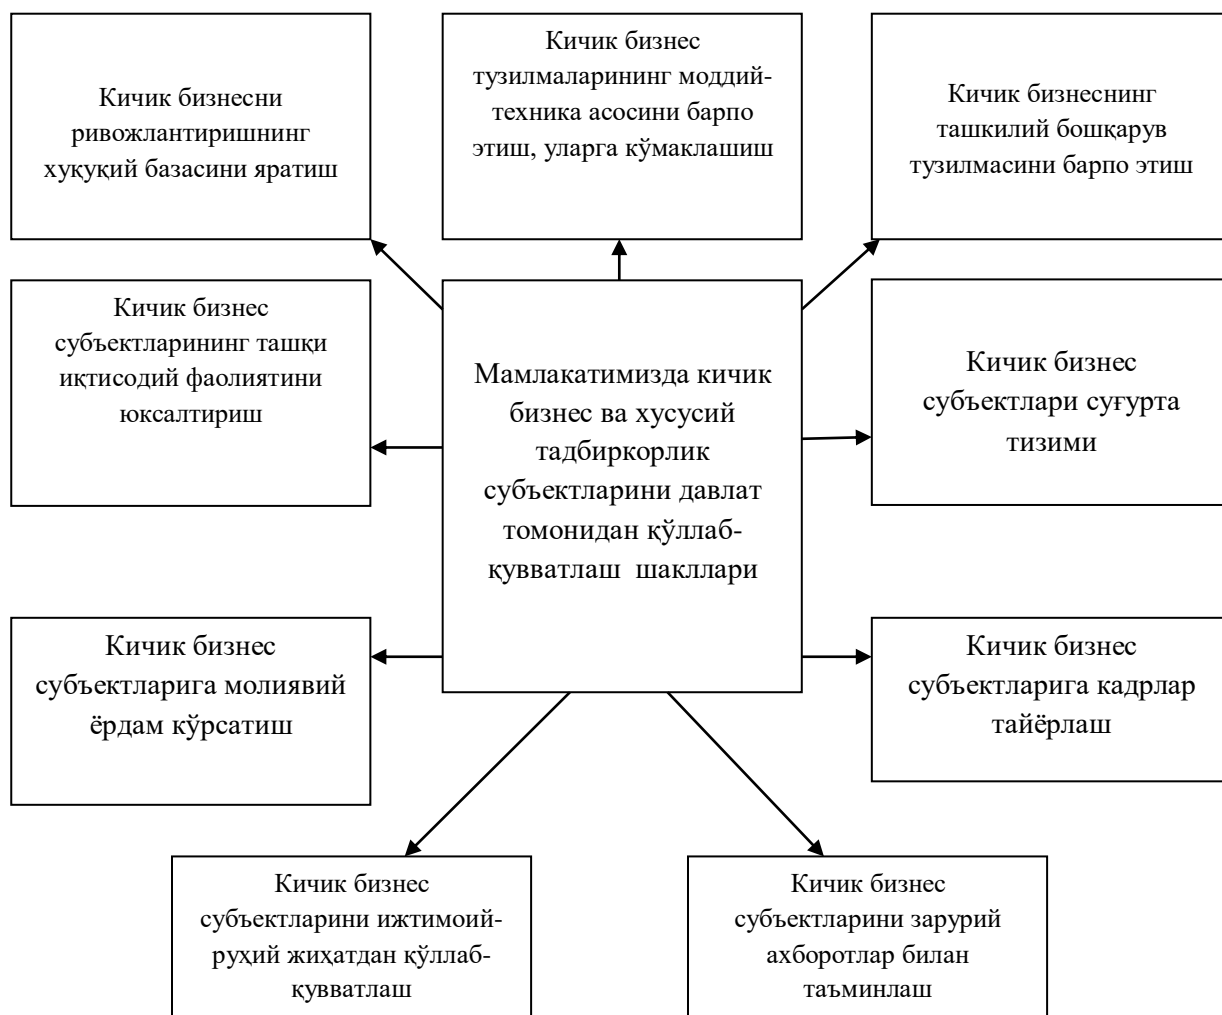 Кичик бизнесни
ривожлантиришнинг
хуқуқий базасини яратиш
Кичик бизнес
тузилмаларининг моддий-
техника асосини барпо
этиш, уларга кўмаклашиш
Кичик бизнеснинг
ташкилий бошқарув
тузилмасини барпо этиш
Кичик бизнес
субъектларининг ташқи
иқтисодий фаолиятини
юксалтириш
Мамлакатимизда кичик
бизнес ва хусусий
тадбиркорлик
субъектларини давлат
томонидан қўллаб-
қувватлаш шакллари
Кичик бизнес
субъектлари суғурта
тизими
Кичик бизнес
субъектларига молиявий
ёрдам кўрсатиш
Кичик бизнес
субъектларига кадрлар
тайёрлаш
Кичик бизнес
субъектларини ижтимоий-
руҳий жиҳатдан қўллаб-
қувватлаш
Кичик бизнес
субъектларини зарурий
ахборотлар билан
таъминлаш